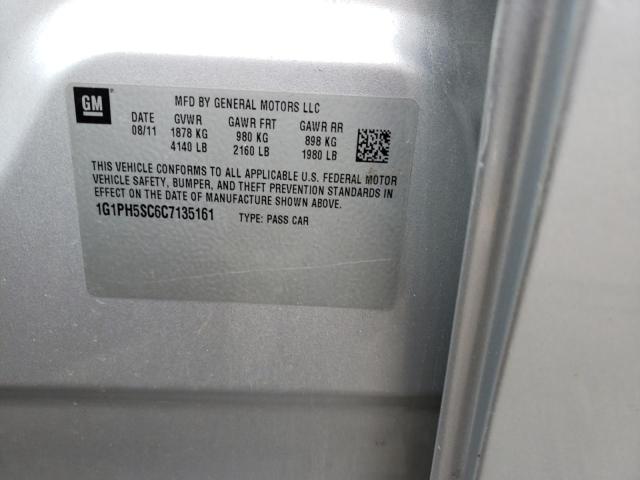 GM
MFD BY GENERAL MOTORS LLC
DATE GVWR GAWR FRT GAWR RR
08/11 1878 KG 980 KG 898 KG
4140 LB 2160 LB 1980 LB
THIS VEHICLE CONFORMS TO ALL APPLICABLE U.S. FEDERAL MOTOR
VEHICLE SAFETY, BUMPER, AND THEFT PREVENTION STANDARDS IN
EFFECT ON THE DATE OF MANUFACTURE SHOWN ABOVE.
1G1PH5SC6C7135161 TYPE: PASS CAR